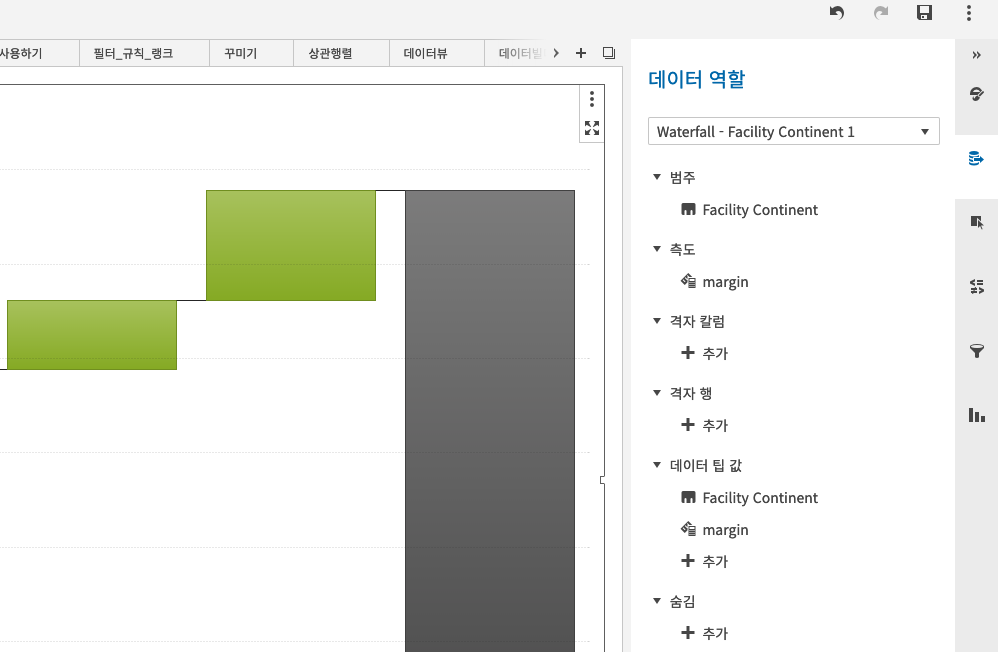 사용하기
필터_규칙_랭크
꾸미기
상관행렬
데이터뷰
데이터
데이터 역할
Waterfall - Facility Continent 1
범주
Facility Continent
측도
margin
격자 칼럼
추가
격자 행
추가
데이터 팁 값
Facility Continent
margin
추가
숨김
추가